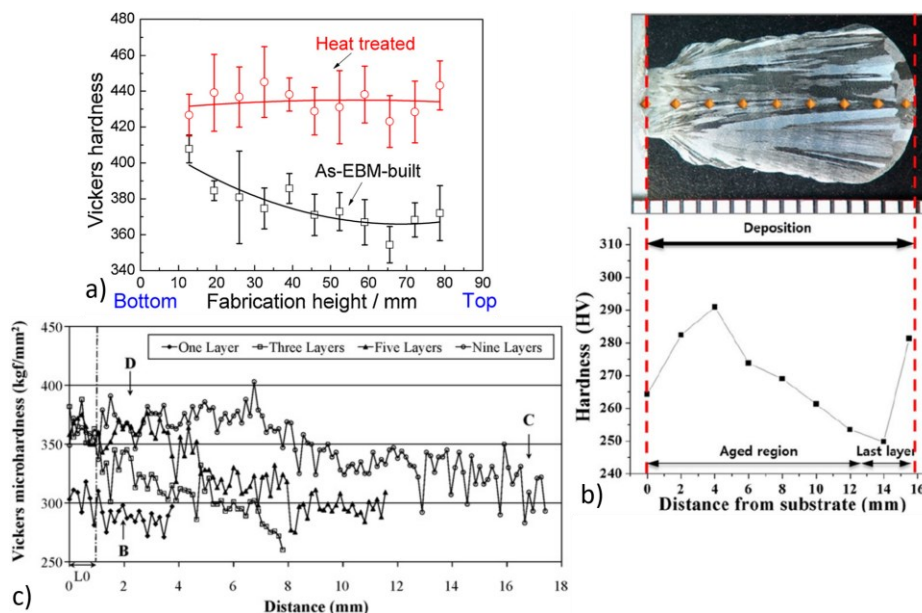 a)
Vickers hardness
480
460
440
420
400
380
360
340
Heat treated
As-EBM-built
0 10 20 30 40 50 60 70 80 90
Bottom Fabrication height / mm Top
b)
Deposition
Hardness (HV)
310
300
290
280
270
260
250
240
Aged region Last layer
0 2 4 6 8 10 12 14 16
Distance from substrate (mm)
c)
Vickers microhardness (kgf/mm²)
450
400
350
300
250
One Layer Three Layers Five Layers Nine Layers
D
C
B
L0
0 2 4 6 8 10 12 14 16 18
Distance (mm)